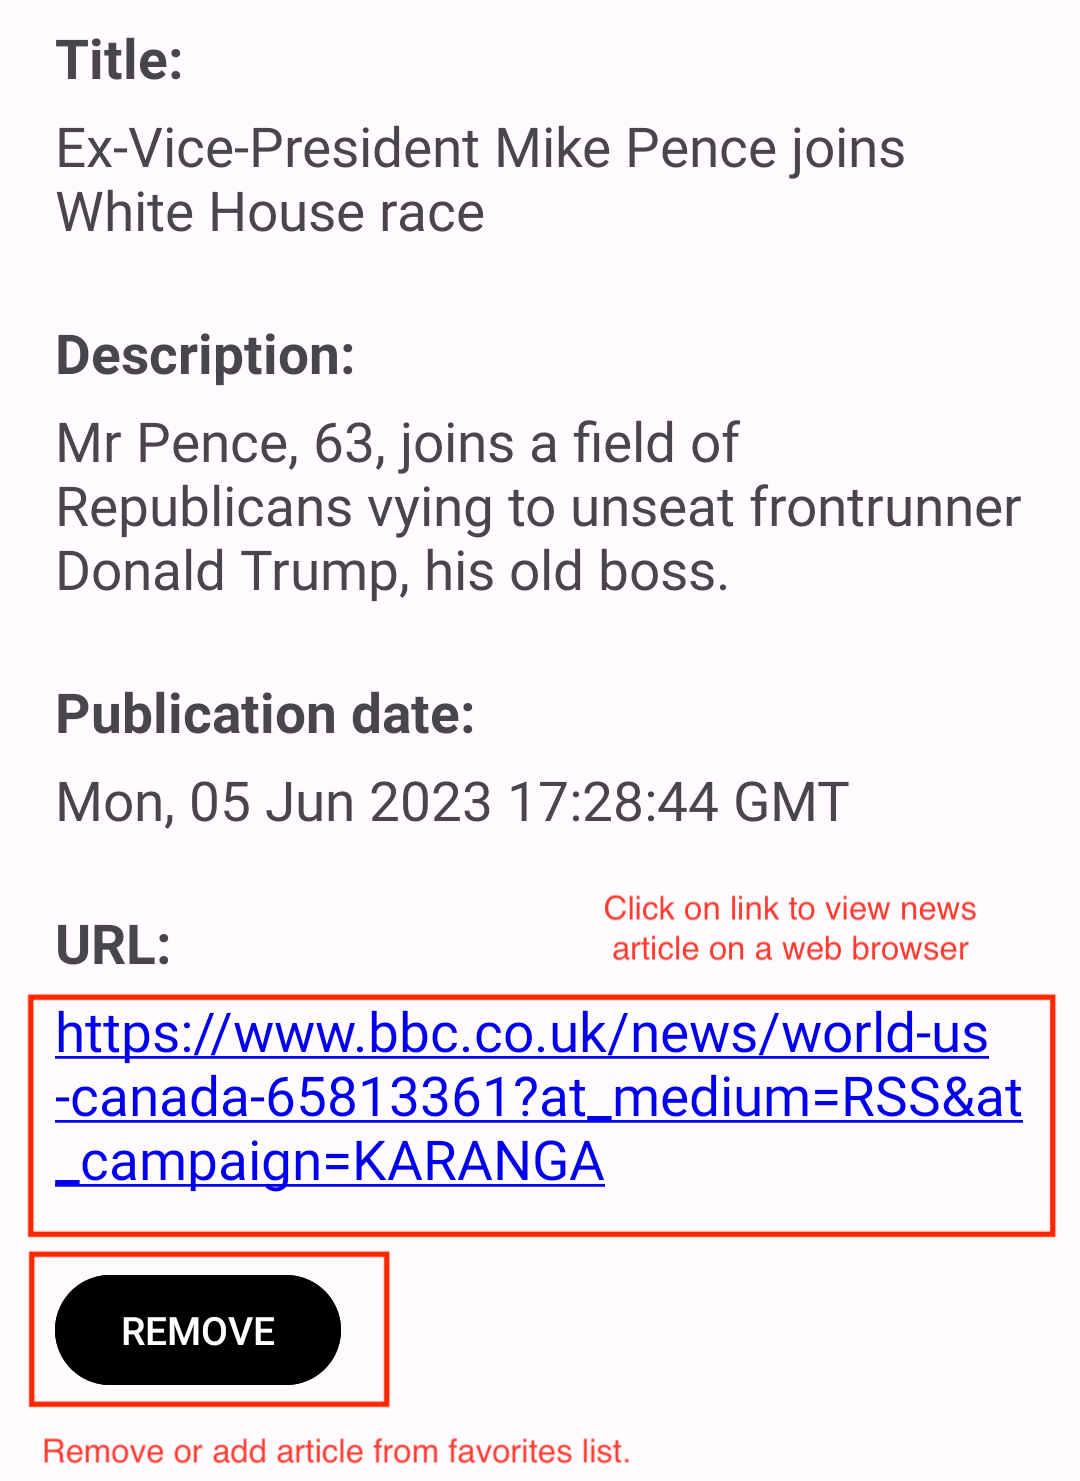 Title:
Ex-Vice-President Mike Pence joins
White House race
Description:
Mr Pence, 63, joins a field of
Republicans vying to unseat frontrunner
Donald Trump, his old boss.
Publication date:
Mon, 05 Jun 2023 17:28:44 GMT
URL:
Click on link to view news
article on a web browser
https://www.bbc.co.uk/news/world-us
-canada-65813361?at_medium=RSS&at
_campaign=KARANGA
REMOVE
Remove or add article from favorites list.